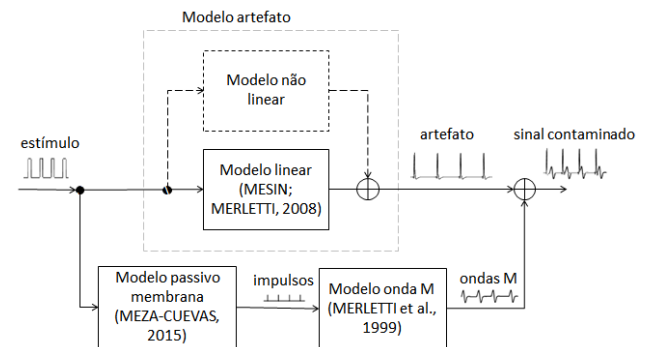 Modelo artefato
Modelo não
linear
estímulo
artefato
sinal contaminado
Modelo linear
(MESIN;
MERLETTI, 2008)
Modelo passivo
membrana
(MEZA-CUEVAS,
2015)
impulsos
Modelo onda M
(MERLETTI et al.,
1999)
ondas M